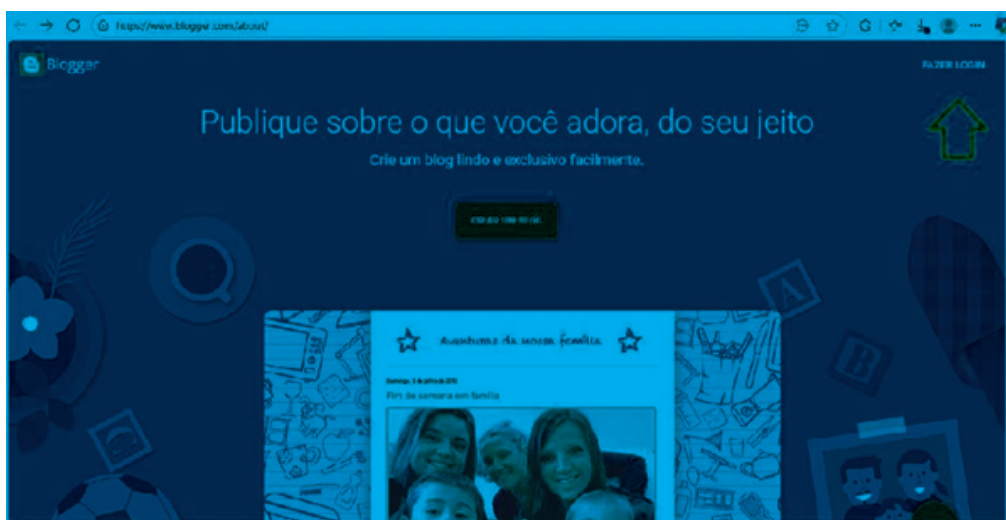 https://www.blogger.com/about/
Blogger
FAZER LOGIN
Publique sobre o que você adora, do seu jeito
Crie um blog lindo e exclusivo facilmente.
Aventuras da nossa família
Fim de semana em família
A
B
C